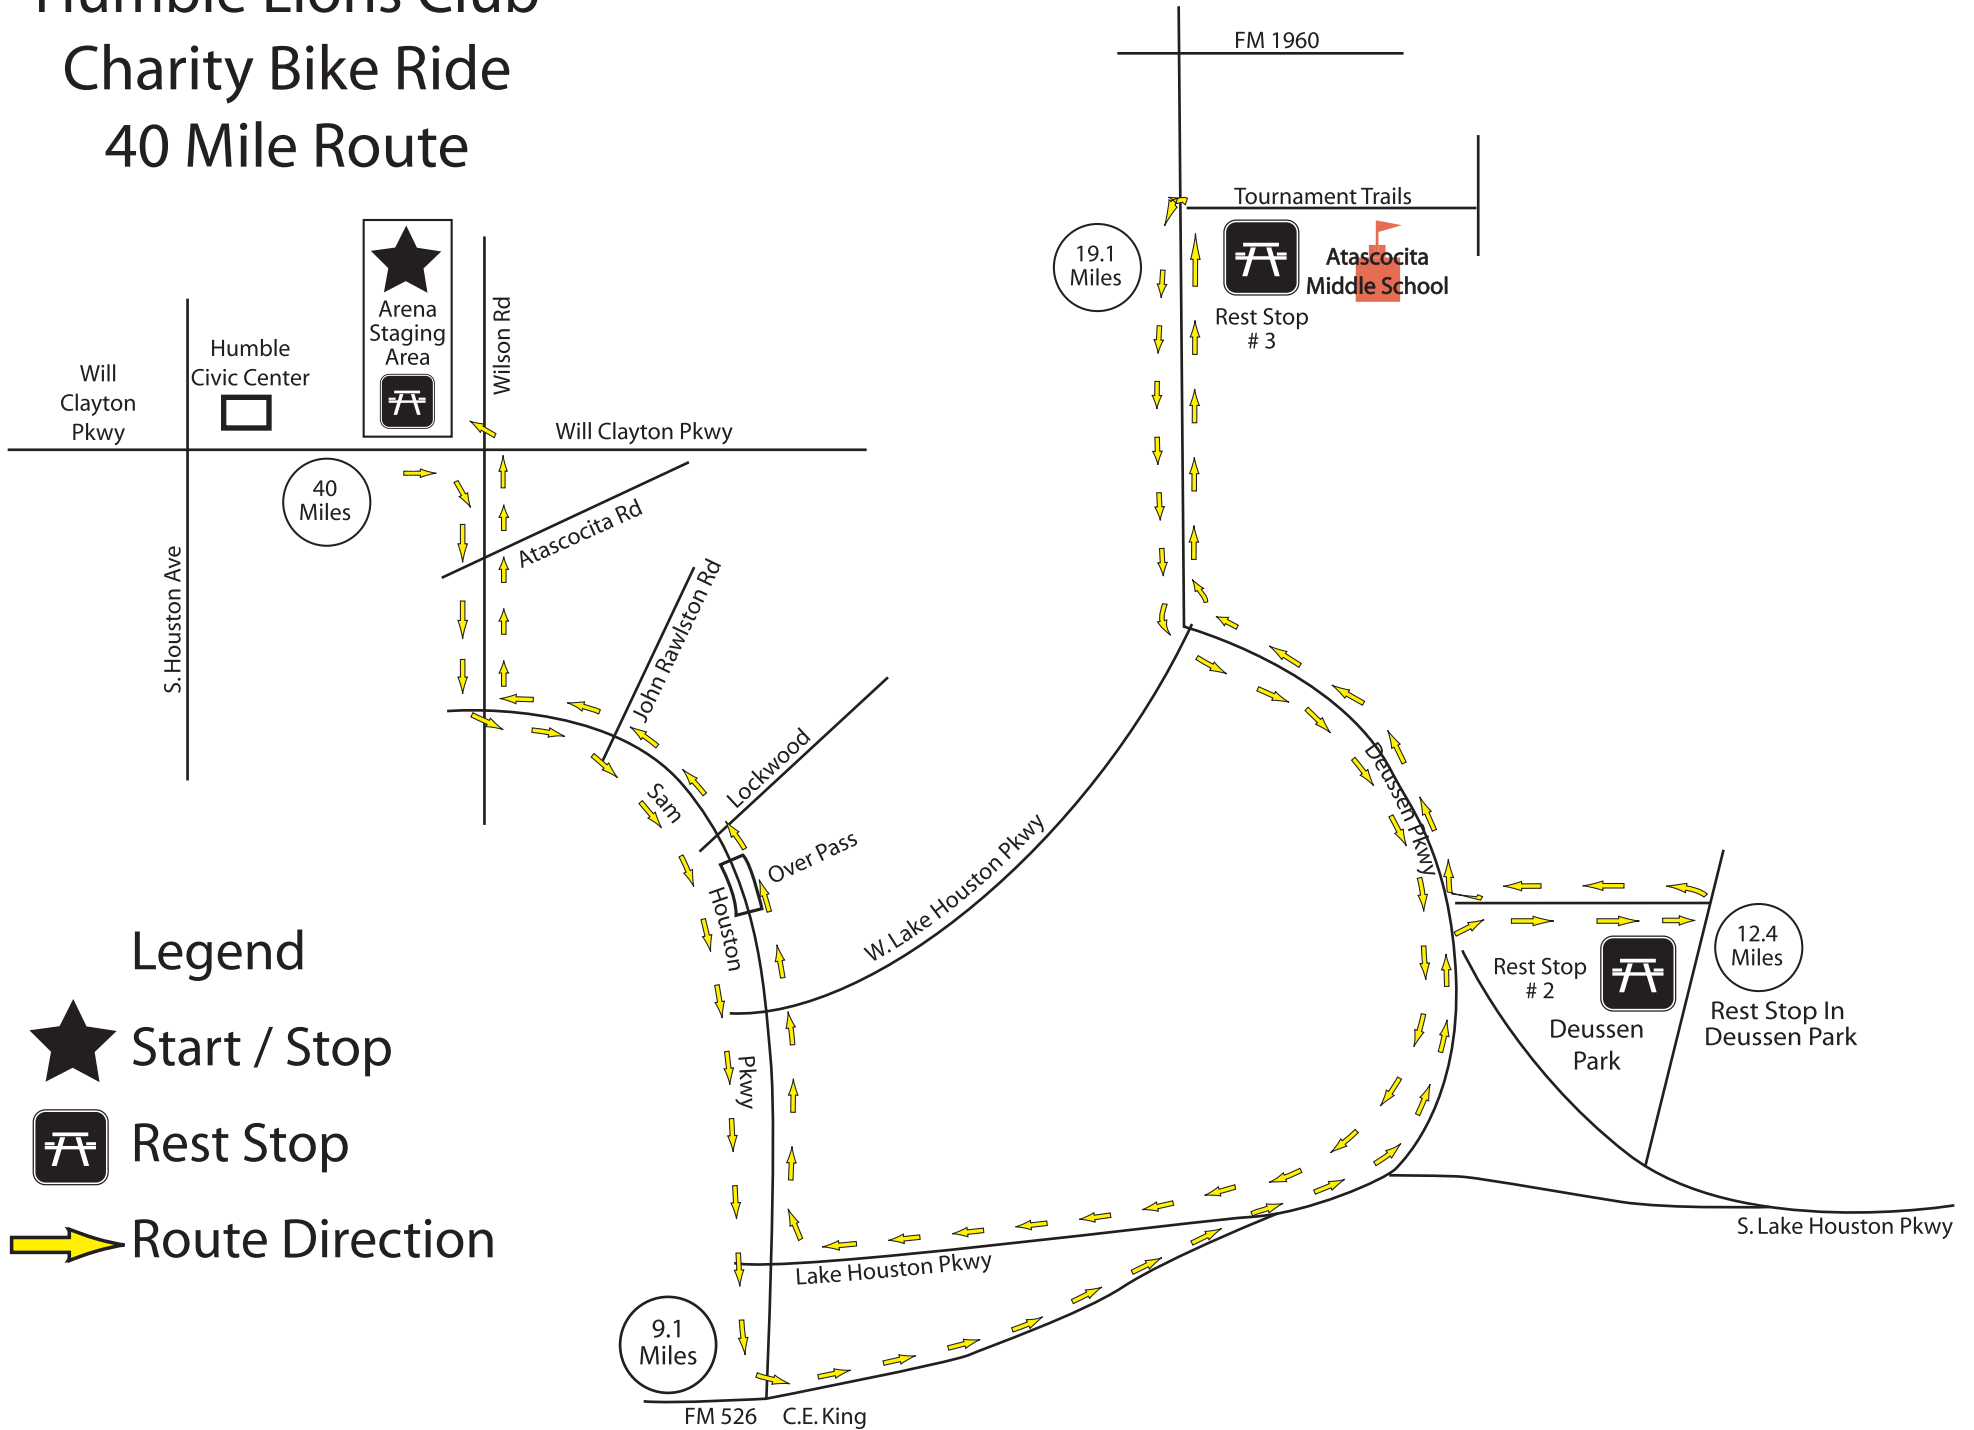 Humble Lions Club
Charity Bike Ride
40 Mile Route
FM 1960
Tournament Trails
19.1
Miles
Atascocita
Middle School
Rest Stop
# 3
Arena
Staging
Area
Wilson Rd
Humble
Civic Center
Will
Clayton
Pkwy
Will Clayton Pkwy
40
Miles
Atascocita Rd
S. Houston Ave
John Rawlston Rd
Lockwood
Sam
Houston
Pkwy
Over Pass
W. Lake Houston Pkwy
Deussen Pkwy
12.4
Miles
Rest Stop
# 2
Deussen
Park
Rest Stop In
Deussen Park
S. Lake Houston Pkwy
Lake Houston Pkwy
9.1
Miles
FM 526
C.E. King
Legend
Start / Stop
Rest Stop
Route Direction